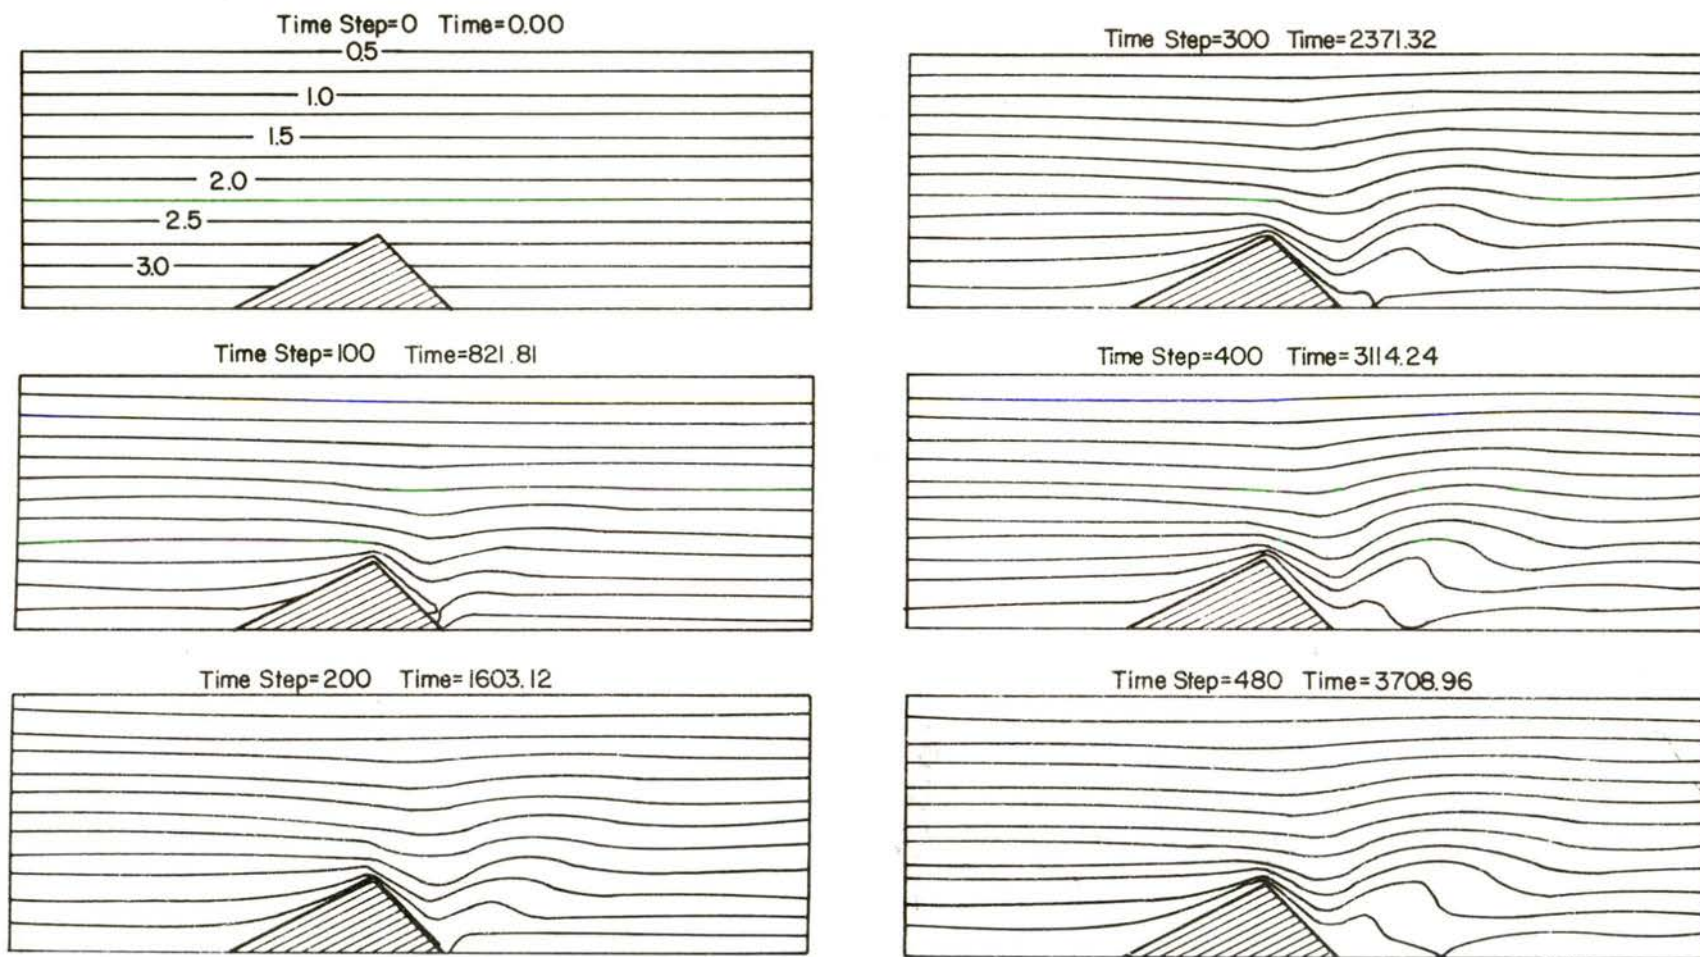 Time Step=0 Time=0.00
0.5
1.0
1.5
2.0
2.5
3.0
Time Step=100 Time=821.81
Time Step=200 Time=1603.12
Time Step=300 Time=2371.32
Time Step=400 Time=3114.24
Time Step=480 Time=3708.96